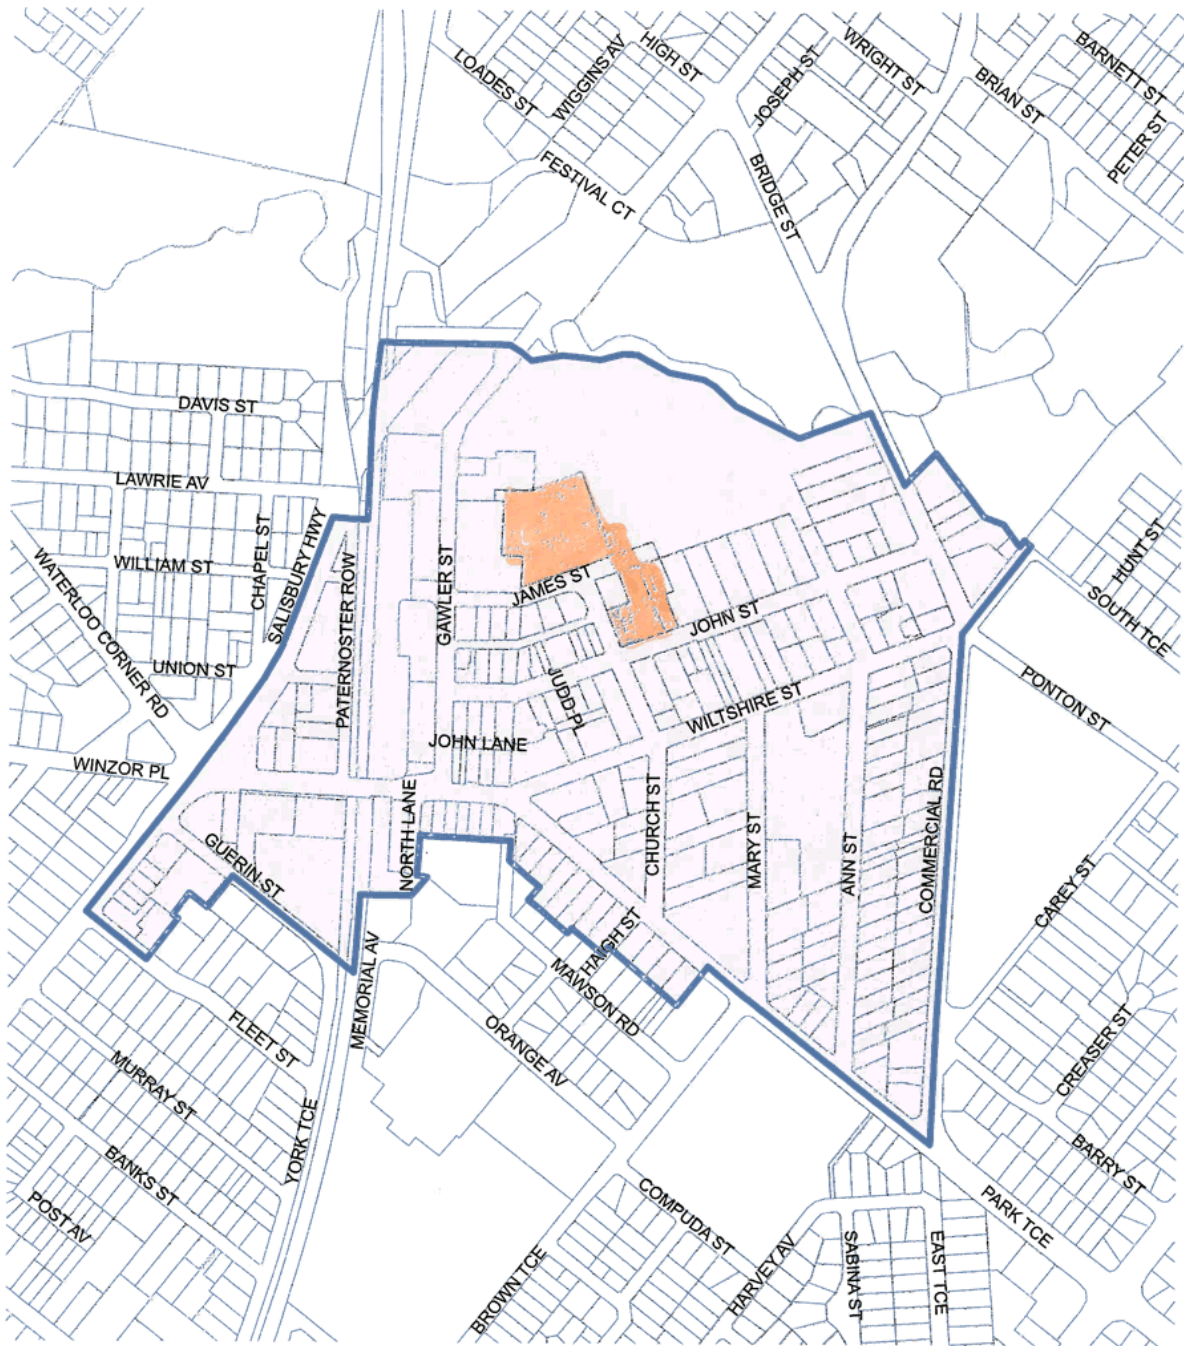 HIGH ST
WIGGINS AV
LOADES ST
WRIGHT ST
JOSEPH ST
BARNETT ST
BRIAN ST
PETER ST
FESTIVAL CT
BRIDGE ST
DAVIS ST
LAWRIE AV
CHAPEL ST
SALISBURY HWY
WILLIAM ST
WATERLOO CORNER RD
UNION ST
WINZOR PL
PATERNOSTER ROW
GAWLER ST
JAMES ST
JOHN ST
JUDD PL
WILTSHIRE ST
JOHN LANE
NORTH LANE
HUNT ST
SOUTH TCE
PONTON ST
GUERIN ST
CHURCH ST
MARY ST
ANN ST
COMMERCIAL RD
CAREY ST
HAIGH ST
MAWSON RD
MEMORIAL AV
ORANGE AV
FLEET ST
MURRAY ST
YORK TCE
BANKS ST
POST AV
CREASER ST
BARRY ST
PARK TCE
COMPUDA ST
BROWN TCE
HARVEY AV
SABINA ST
EAST TCE